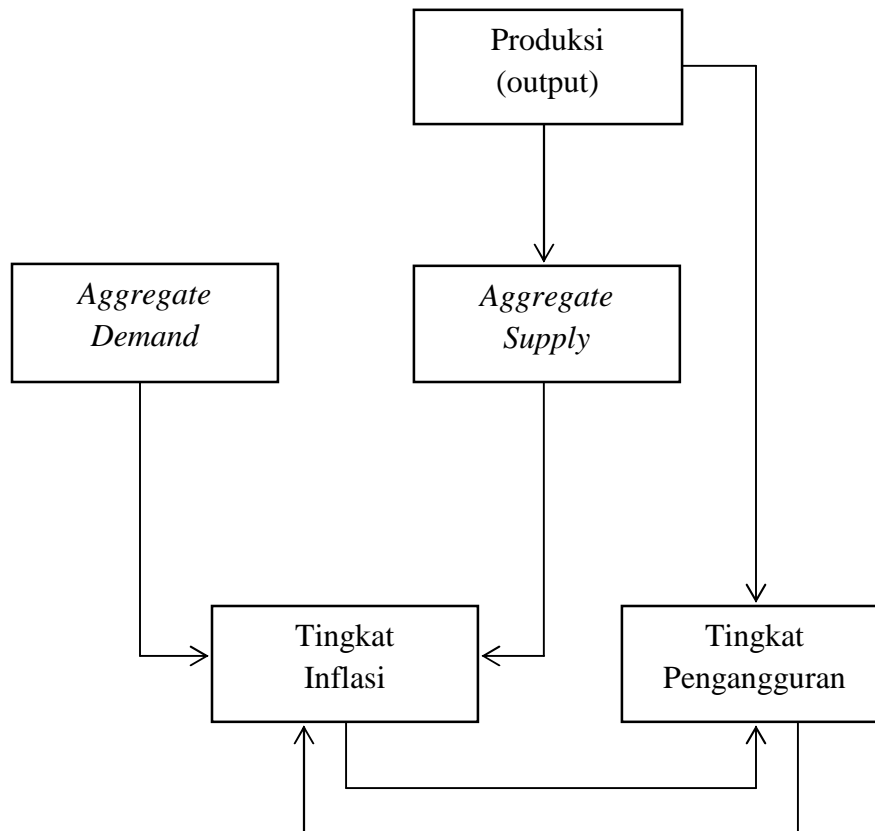 Produksi
(output)
Aggregate
Demand
Aggregate
Supply
Tingkat
Inflasi
Tingkat
Pengangguran